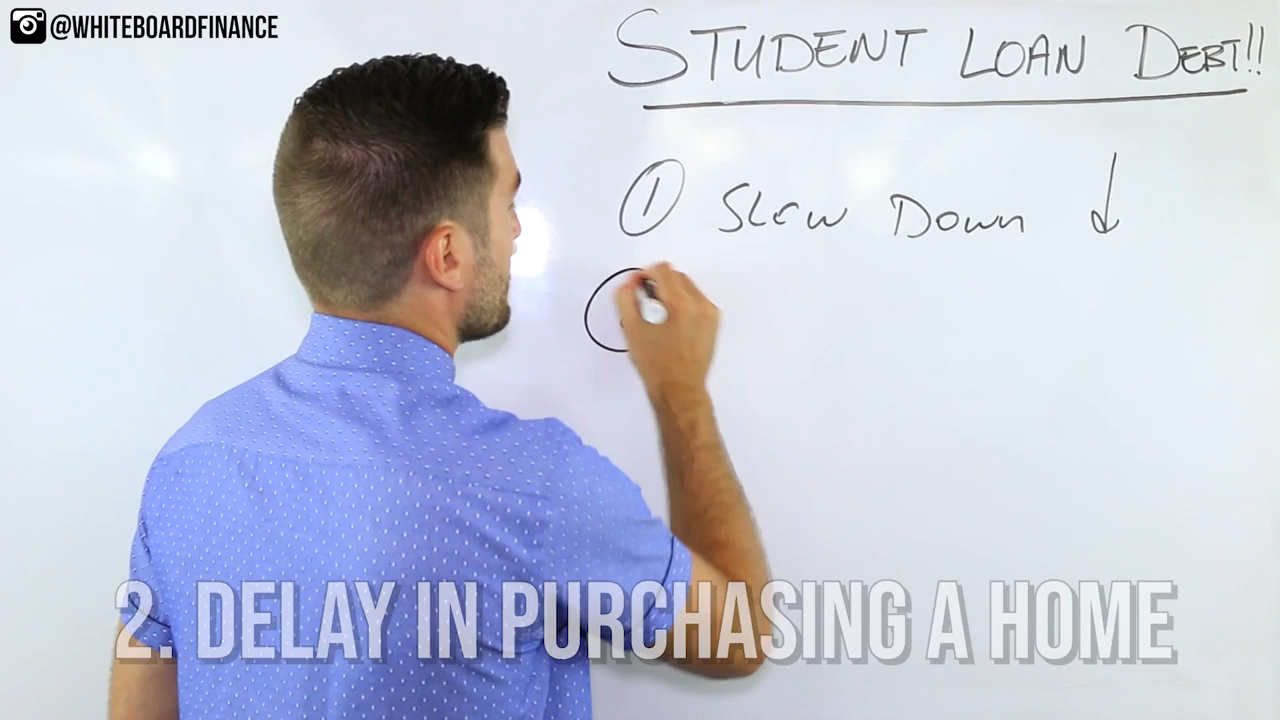 @WHITEBOARDFINANCE
STUDENT LOAN DEBT!!
① SLOW DOWN ↓
2. DELAY IN PURCHASING A HOME